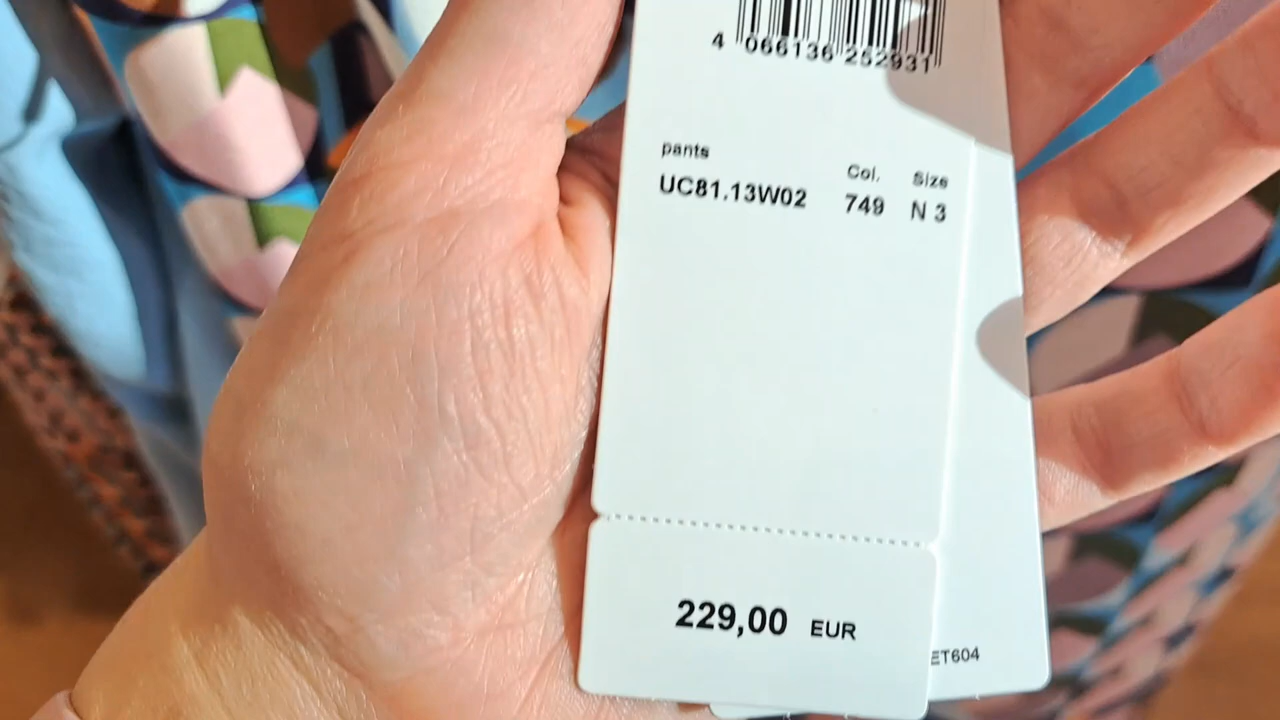 4 066136 252931
pants
Col. Size
UC81.13W02 749 N 3
229,00 EUR
ET604